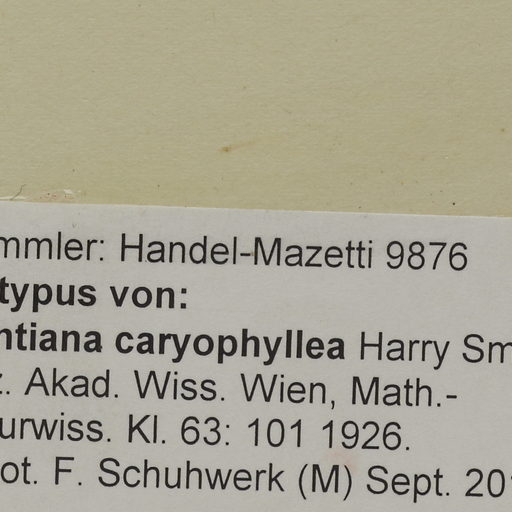 mmler: Handel-Mazetti 9876
typus von:
ntiana caryophyllea Harry Sm
z. Akad. Wiss. Wien, Math.-
urwiss. Kl. 63: 101 1926.
ot. F. Schuhwerk (M) Sept. 201